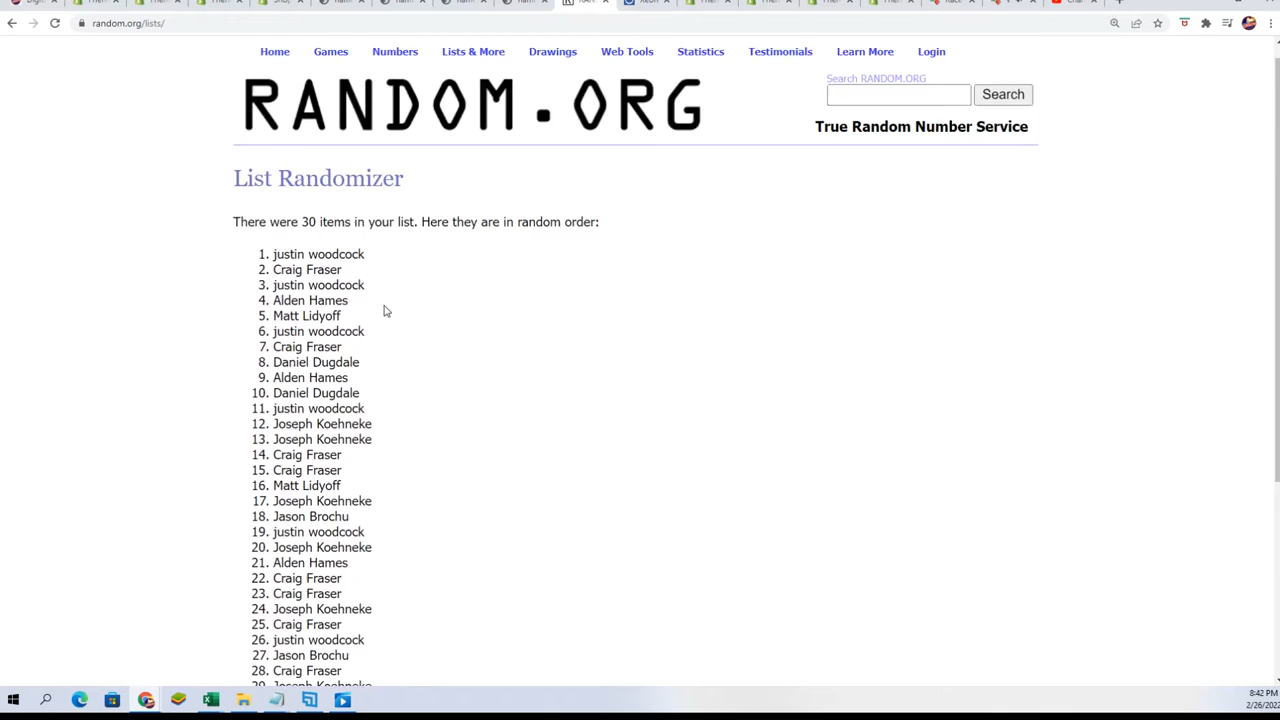 random.org/lists/
Home Games Numbers Lists & More Drawings Web Tools Statistics Testimonials Learn More Login
RANDOM.ORG
Search RANDOM.ORG
Search
True Random Number Service
List Randomizer
There were 30 items in your list. Here they are in random order:
1. justin woodcock
2. Craig Fraser
3. justin woodcock
4. Alden Hames
5. Matt Lidyoff
6. justin woodcock
7. Craig Fraser
8. Daniel Dugdale
9. Alden Hames
10. Daniel Dugdale
11. justin woodcock
12. Joseph Koehneke
13. Joseph Koehneke
14. Craig Fraser
15. Craig Fraser
16. Matt Lidyoff
17. Joseph Koehneke
18. Jason Brochu
19. justin woodcock
20. Joseph Koehneke
21. Alden Hames
22. Craig Fraser
23. Craig Fraser
24. Joseph Koehneke
25. Craig Fraser
26. justin woodcock
27. Jason Brochu
28. Craig Fraser
29. Joseph Koehneke
8:42 PM
2/26/202